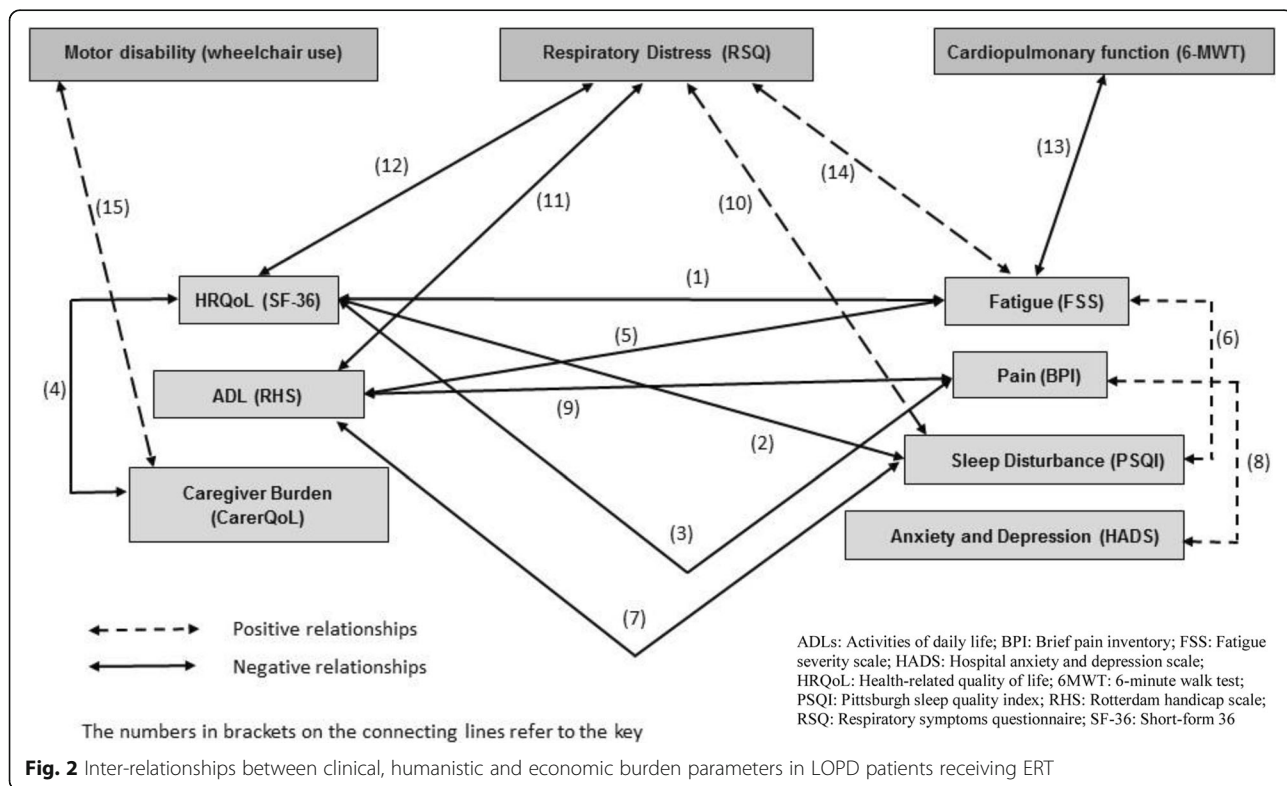 Motor disability (wheelchair use)
Respiratory Distress (RSQ)
Cardiopulmonary function (6-MWT)
(12)
(13)
(14)
(11)
(10)
(15)
HRQoL (SF-36)
(1)
Fatigue (FSS)
(5)
(6)
(4)
ADL (RHS)
Pain (BPI)
(9)
(2)
Sleep Disturbance (PSQI)
(8)
Caregiver Burden
(CarerQoL)
(3)
Anxiety and Depression (HADS)
(7)
Positive relationships
Negative relationships
ADLs: Activities of daily life; BPI: Brief pain inventory; FSS: Fatigue
severity scale; HADS: Hospital anxiety and depression scale;
HRQoL: Health-related quality of life; 6MWT: 6-minute walk test;
PSQI: Pittsburgh sleep quality index; RHS: Rotterdam handicap scale;
RSQ: Respiratory symptoms questionnaire; SF-36: Short-form 36
The numbers in brackets on the connecting lines refer to the key
Fig. 2 Inter-relationships between clinical, humanistic and economic burden parameters in LOPD patients receiving ERT